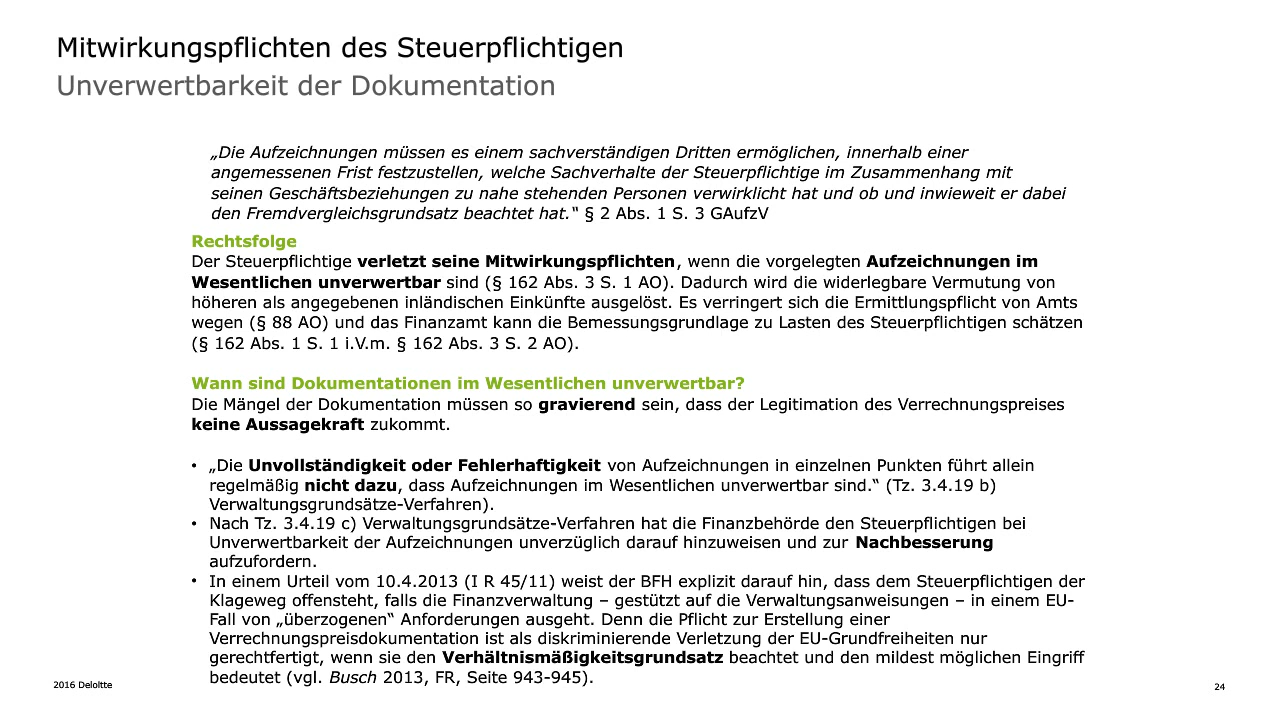 Mitwirkungspflichten des Steuerpflichtigen
Unverwertbarkeit der Dokumentation
„Die Aufzeichnungen müssen es einem sachverständigen Dritten ermöglichen, innerhalb einer
angemessenen Frist festzustellen, welche Sachverhalte der Steuerpflichtige im Zusammenhang mit
seinen Geschäftsbeziehungen zu nahe stehenden Personen verwirklicht hat und ob und inwieweit er dabei
den Fremdvergleichsgrundsatz beachtet hat.“ § 2 Abs. 1 S. 3 GAufzV
Rechtsfolge
Der Steuerpflichtige verletzt seine Mitwirkungspflichten, wenn die vorgelegten Aufzeichnungen im
Wesentlichen unverwertbar sind (§ 162 Abs. 3 S. 1 AO). Dadurch wird die widerlegbare Vermutung von
höheren als angegebenen inländischen Einkünfte ausgelöst. Es verringert sich die Ermittlungspflicht von Amts
wegen (§ 88 AO) und das Finanzamt kann die Bemessungsgrundlage zu Lasten des Steuerpflichtigen schätzen
(§ 162 Abs. 1 S. 1 i.V.m. § 162 Abs. 3 S. 2 AO).
Wann sind Dokumentationen im Wesentlichen unverwertbar?
Die Mängel der Dokumentation müssen so gravierend sein, dass der Legitimation des Verrechnungspreises
keine Aussagekraft zukommt.
• „Die Unvollständigkeit oder Fehlerhaftigkeit von Aufzeichnungen in einzelnen Punkten führt allein
regelmäßig nicht dazu, dass Aufzeichnungen im Wesentlichen unverwertbar sind.“ (Tz. 3.4.19 b)
Verwaltungsgrundsätze-Verfahren).
• Nach Tz. 3.4.19 c) Verwaltungsgrundsätze-Verfahren hat die Finanzbehörde den Steuerpflichtigen bei
Unverwertbarkeit der Aufzeichnungen unverzüglich darauf hinzuweisen und zur Nachbesserung
aufzufordern.
• In einem Urteil vom 10.4.2013 (I R 45/11) weist der BFH explizit darauf hin, dass dem Steuerpflichtigen der
Klageweg offensteht, falls die Finanzverwaltung – gestützt auf die Verwaltungsanweisungen – in einem EU-
Fall von „überzogenen“ Anforderungen ausgeht. Denn die Pflicht zur Erstellung einer
Verrechnungspreisdokumentation ist als diskriminierende Verletzung der EU-Grundfreiheiten nur
gerechtfertigt, wenn sie den Verhältnismäßigkeitsgrundsatz beachtet und den mildest möglichen Eingriff
bedeutet (vgl. Busch 2013, FR, Seite 943-945).
2016 Deloitte
24